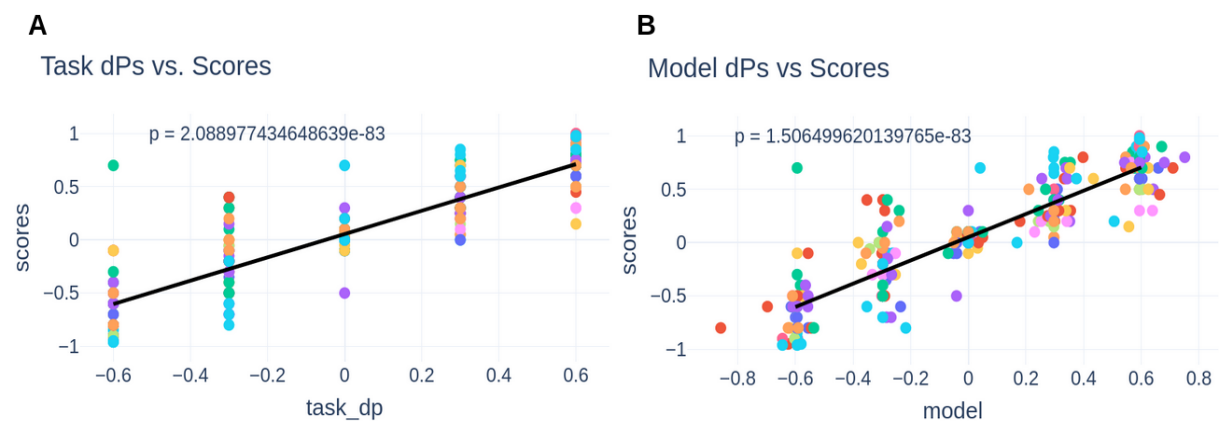 A
Task dPs vs. Scores
p = 2.088977434648639e-83
scores
1
0.5
0
−0.5
−1
−0.6
−0.4
−0.2
0
0.2
0.4
0.6
task_dp
B
Model dPs vs Scores
p = 1.506499620139765e-83
scores
1
0.5
0
−0.5
−1
−0.8
−0.6
−0.4
−0.2
0
0.2
0.4
0.6
0.8
model